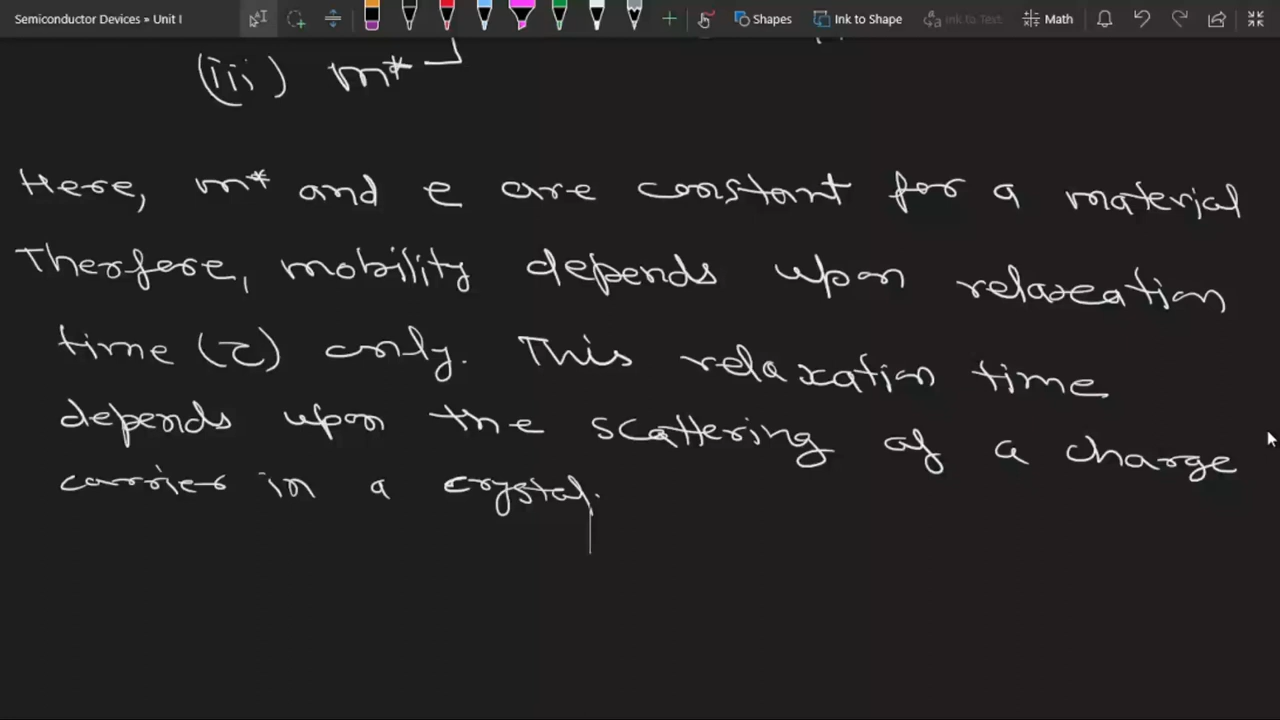 Semiconductor Devices » Unit I
Shapes
Ink to Shape
Ink to Text
Math
(iii) m*
Here, m* and e are constant for a material
Therfore, mobility depends upon relaxation
time (τ) only. This relaxation time
depends upon the scattering of a charge
carrier in a crystal.